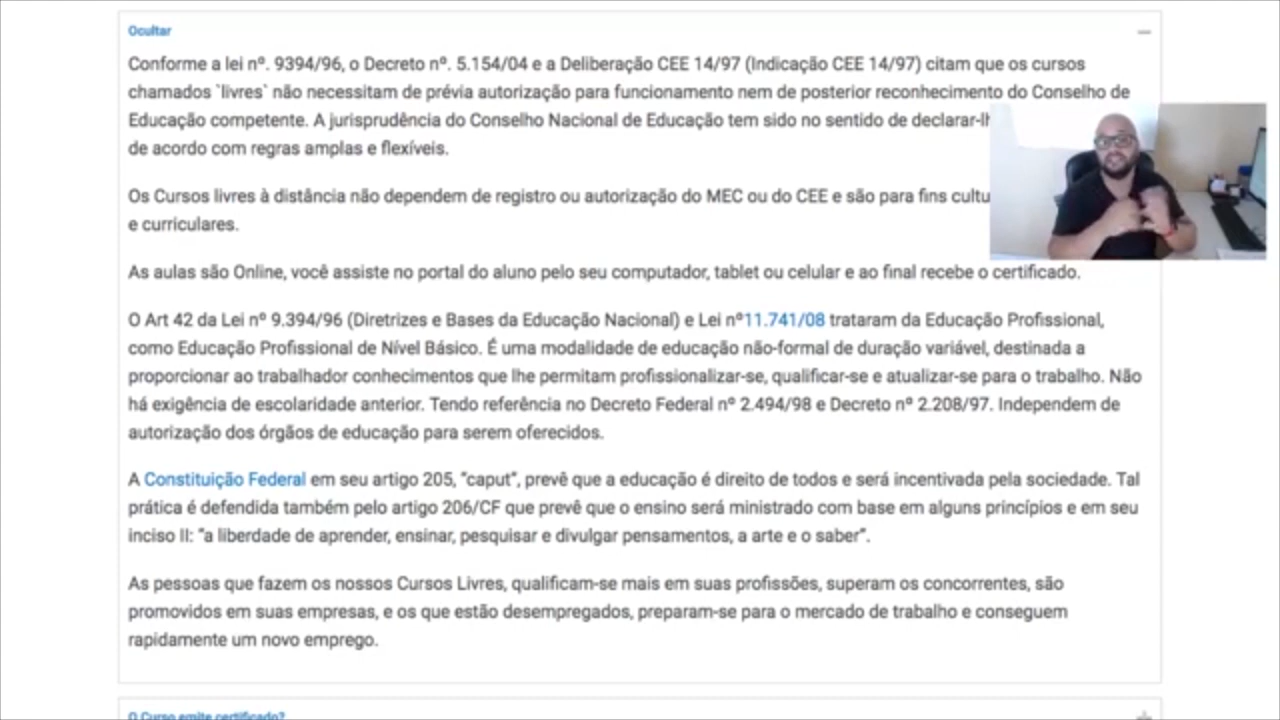 Ocultar
Conforme a lei nº. 9394/96, o Decreto nº. 5.154/04 e a Deliberação CEE 14/97 (Indicação CEE 14/97) citam que os cursos
chamados `livres` não necessitam de prévia autorização para funcionamento nem de posterior reconhecimento do Conselho de
Educação competente. A jurisprudência do Conselho Nacional de Educação tem sido no sentido de
de acordo com regras amplas e flexíveis.
Os Cursos livres à distância não dependem de registro ou autorização do MEC ou do CEE e são para fins
e curriculares.
As aulas são Online, você assiste no portal do aluno pelo seu computador, tablet ou celular e ao final recebe o certificado.
O Art 42 da Lei nº 9.394/96 (Diretrizes e Bases da Educação Nacional) e Lei nº11.741/08 trataram da Educação Profissional,
como Educação Profissional de Nível Básico. É uma modalidade de educação não-formal de duração variável, destinada a
proporcionar ao trabalhador conhecimentos que lhe permitam profissionalizar-se, qualificar-se e atualizar-se para o trabalho. Não
há exigência de escolaridade anterior. Tendo referência no Decreto Federal nº 2.494/98 e Decreto nº 2.208/97. Independem de
autorização dos órgãos de educação para serem oferecidos.
A Constituição Federal em seu artigo 205, "caput", prevê que a educação é direito de todos e será incentivada pela sociedade. Tal
prática é defendida também pelo artigo 206/CF que prevê que o ensino será ministrado com base em alguns princípios e em seu
inciso II: "a liberdade de aprender, ensinar, pesquisar e divulgar pensamentos, a arte e o saber".
As pessoas que fazem os nossos Cursos Livres, qualificam-se mais em suas profissões, superam os concorrentes, são
promovidos em suas empresas, e os que estão desempregados, preparam-se para o mercado de trabalho e conseguem
rapidamente um novo emprego.
O Curso emite certificado?